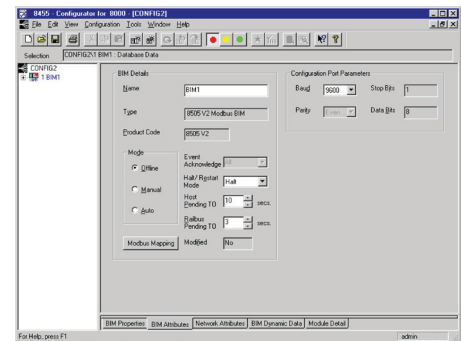 8455 - Configurator for 8000 - [CONFIG2]
File Edit View Configuration Tools Window Help
Selection CONFIG2\1 BIM1 : Database Data
CONFIG2
1 BIM1
BIM Details
Name BIM1
Type 8505 V2 Modbus BIM
Product Code 8505 V2
Mode
Offline
Manual
Auto
Event Acknowledge All
Halt/Restart Mode Halt
Host Pending TO 10 secs.
Railbus Pending TO 3 secs.
Modbus Mapping Modified No
Configuration Port Parameters
Baud 9600 Stop Bits 1
Parity Even Data Bits 8
BIM Properties BIM Attributes Network Attributes BIM Dynamic Data Module Detail
For Help, press F1 admin